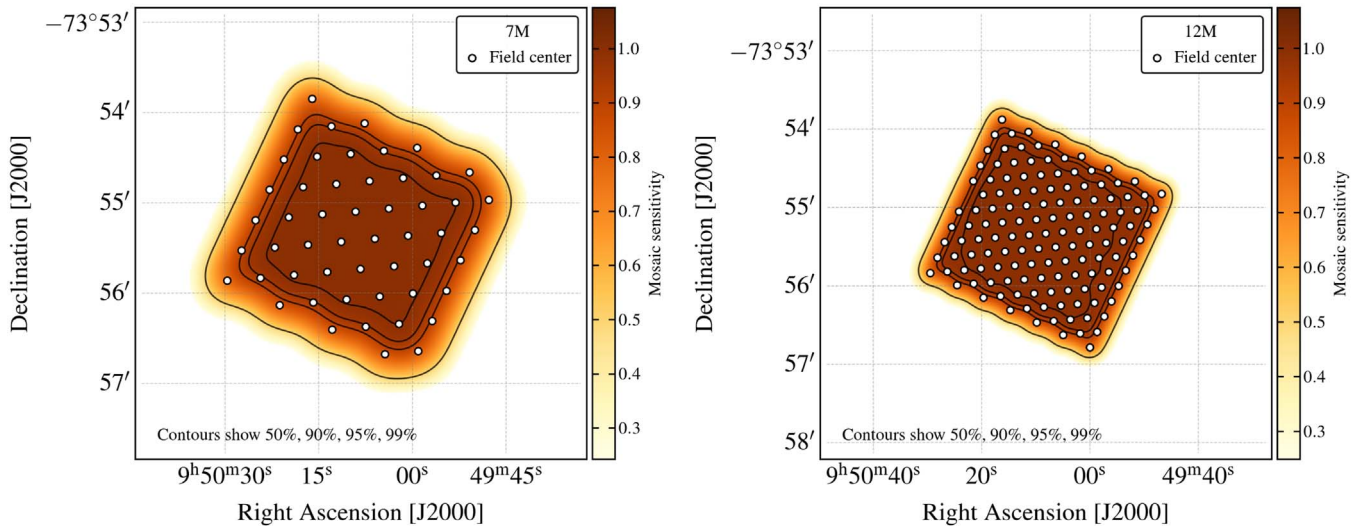 7M
Field center
−73°53′
54′
55′
56′
57′
Declination [J2000]
Contours show 50%, 90%, 95%, 99%
9ʰ50ᵐ30ˢ 15ˢ 00ˢ 49ᵐ45ˢ
Right Ascension [J2000]
1.0
0.9
0.8
0.7
0.6
0.5
0.4
0.3
Mosaic sensitivity
12M
Field center
−73°53′
54′
55′
56′
57′
58′
Declination [J2000]
Contours show 50%, 90%, 95%, 99%
9ʰ50ᵐ40ˢ 20ˢ 00ˢ 49ᵐ40ˢ
Right Ascension [J2000]
1.0
0.9
0.8
0.7
0.6
0.5
0.4
0.3
Mosaic sensitivity